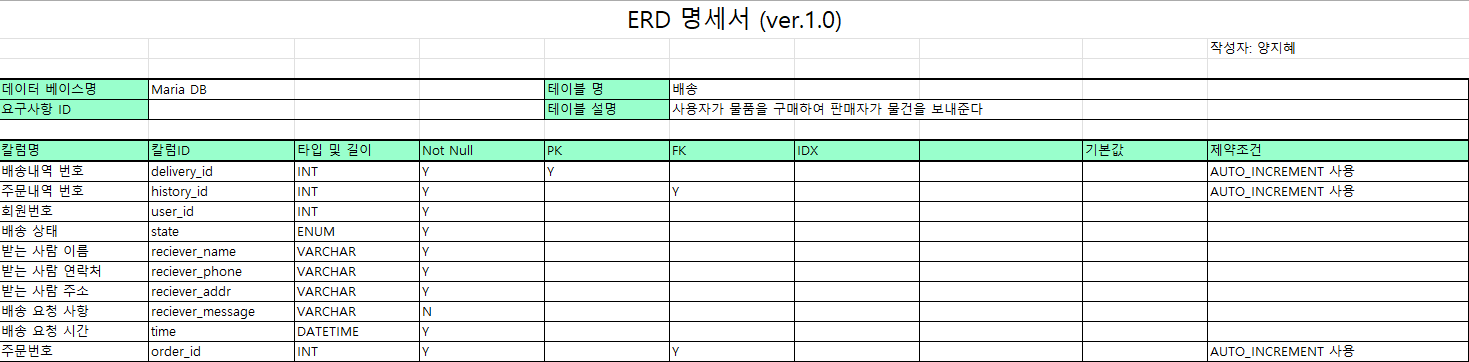 ERD 명세서 (ver.1.0)
작성자: 양지혜
데이터 베이스명 Maria DB 테이블 명 배송
요구사항 ID 테이블 설명 사용자가 물품을 구매하여 판매자가 물건을 보내준다
칼럼명 칼럼ID 타입 및 길이 Not Null PK FK IDX 기본값 제약조건
배송내역 번호 delivery_id INT Y Y AUTO_INCREMENT 사용
주문내역 번호 history_id INT Y Y AUTO_INCREMENT 사용
회원번호 user_id INT Y
배송 상태 state ENUM Y
받는 사람 이름 reciever_name VARCHAR Y
받는 사람 연락처 reciever_phone VARCHAR Y
받는 사람 주소 reciever_addr VARCHAR Y
배송 요청 사항 reciever_message VARCHAR N
배송 요청 시간 time DATETIME Y
주문번호 order_id INT Y Y AUTO_INCREMENT 사용